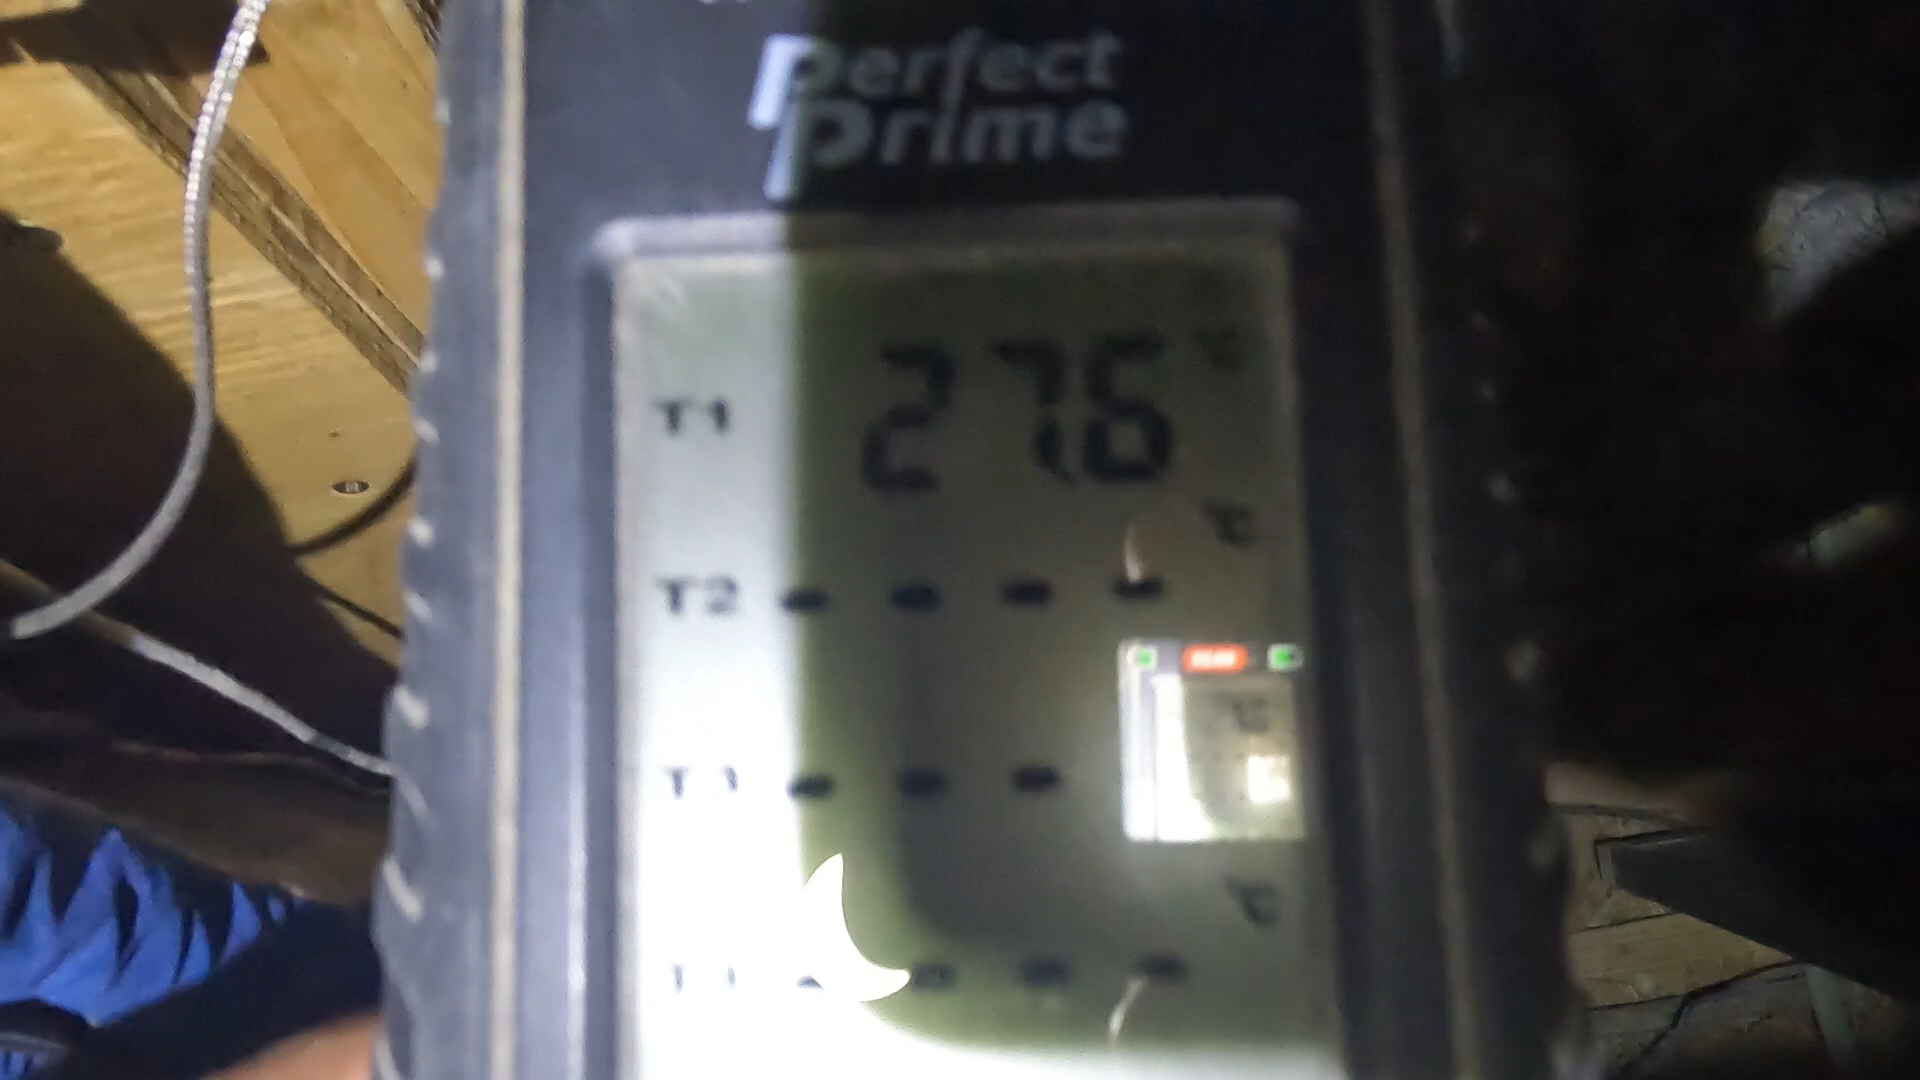 Perfect
Prime
T1 27.6 °C
°C
T2 - - - -
- - -
°C
- - - -